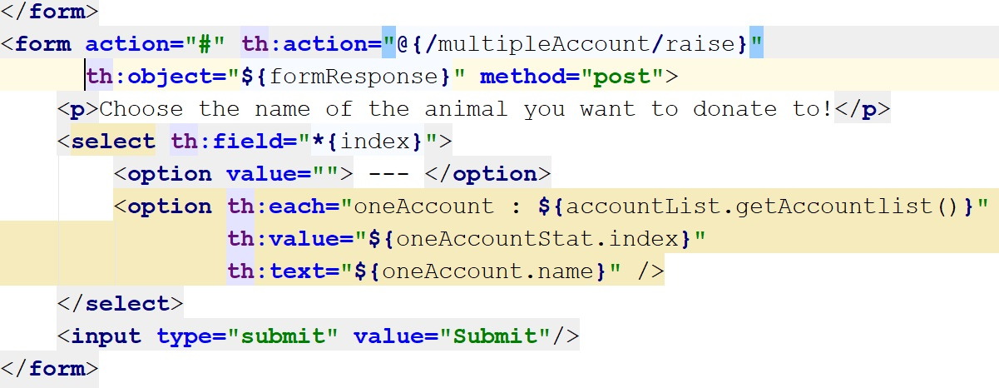 </form>
<form action="#" th:action="@{/multipleAccount/raise}"
th:object="${formResponse}" method="post">
<p>Choose the name of the animal you want to donate to!</p>
<select th:field="*{index}">
<option value=""> --- </option>
<option th:each="oneAccount : ${accountList.getAccountlist()}"
th:value="${oneAccountStat.index}"
th:text="${oneAccount.name}" />
</select>
<input type="submit" value="Submit"/>
</form>